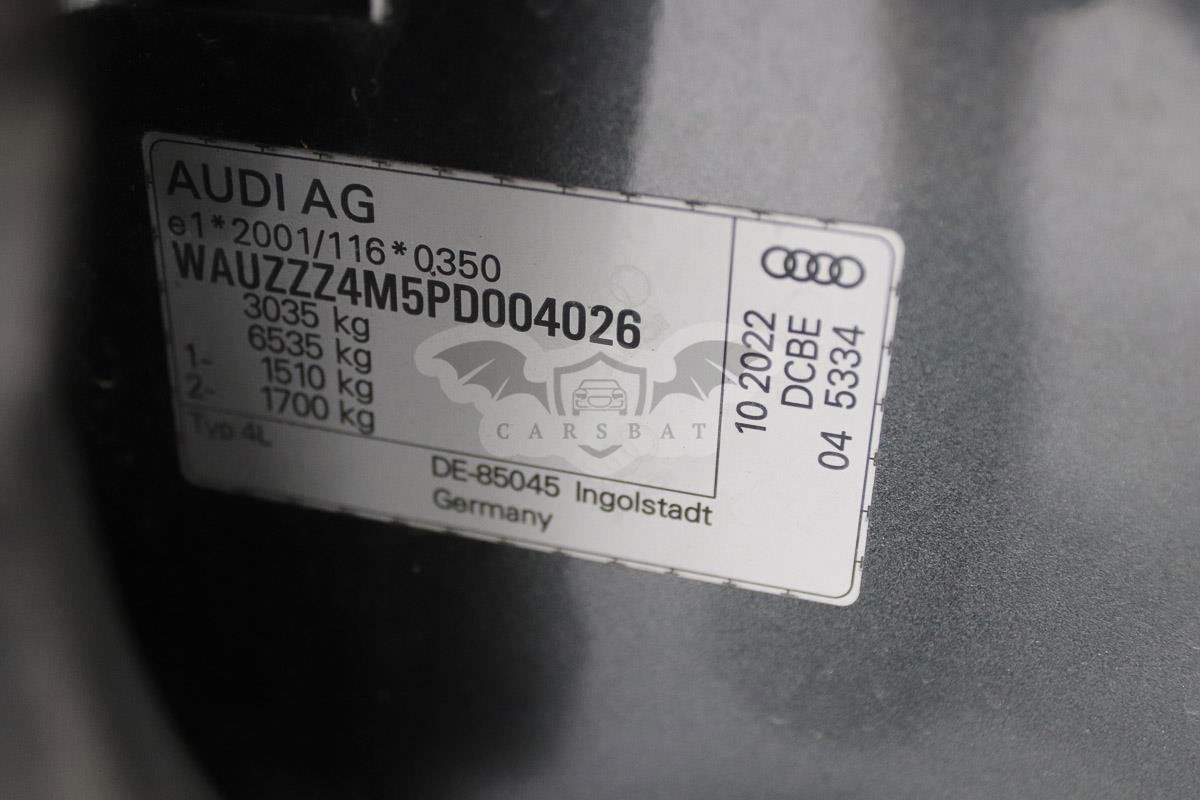 AUDI AG
e1*2001/116*0350
WAUZZZ4M5PD004026
3035 kg
6535 kg
1- 1510 kg
2- 1700 kg
Typ 4L
DE-85045 Ingolstadt
Germany
10 2022
DCBE
04 5334
CARSBAT